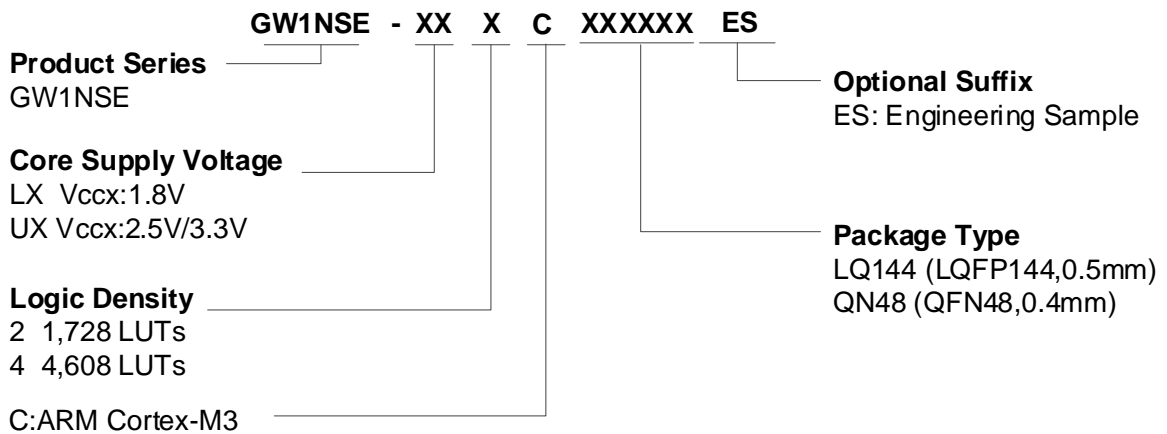 GW1NSE - XX X C XXXXXX ES
Product Series
GW1NSE
Core Supply Voltage
LX Vccx:1.8V
UX Vccx:2.5V/3.3V
Logic Density
2 1,728 LUTs
4 4,608 LUTs
C:ARM Cortex-M3
Optional Suffix
ES: Engineering Sample
Package Type
LQ144 (LQFP144,0.5mm)
QN48 (QFN48,0.4mm)